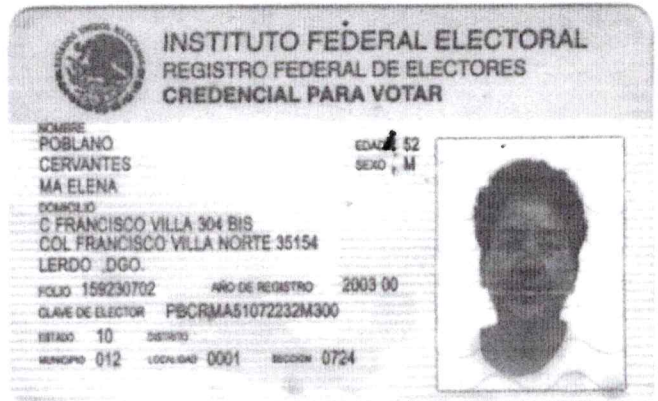 INSTITUTO FEDERAL ELECTORAL
REGISTRO FEDERAL DE ELECTORES
CREDENCIAL PARA VOTAR
NOMBRE
POBLANO
CERVANTES
MA ELENA
EDAD 52
SEXO M
DOMICILIO
C FRANCISCO VILLA 304 BIS
COL FRANCISCO VILLA NORTE 35154
LERDO ,DGO.
FOLIO 159230702 AÑO DE REGISTRO 2003 00
CLAVE DE ELECTOR PBCRMA51072232M300
ESTADO 10 DISTRITO
MUNICIPIO 012 LOCALIDAD 0001 SECCION 0724